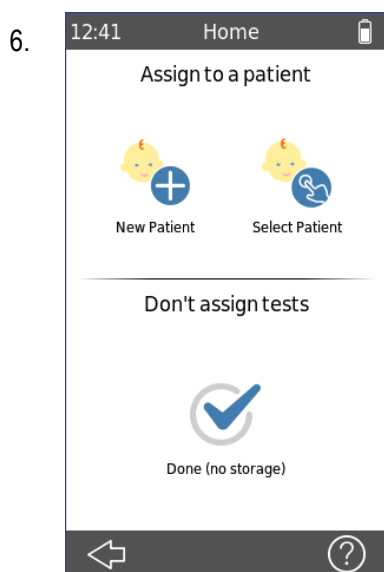 6.
12:41 Home
Assign to a patient
New Patient Select Patient
Don't assign tests
Done (no storage)
?